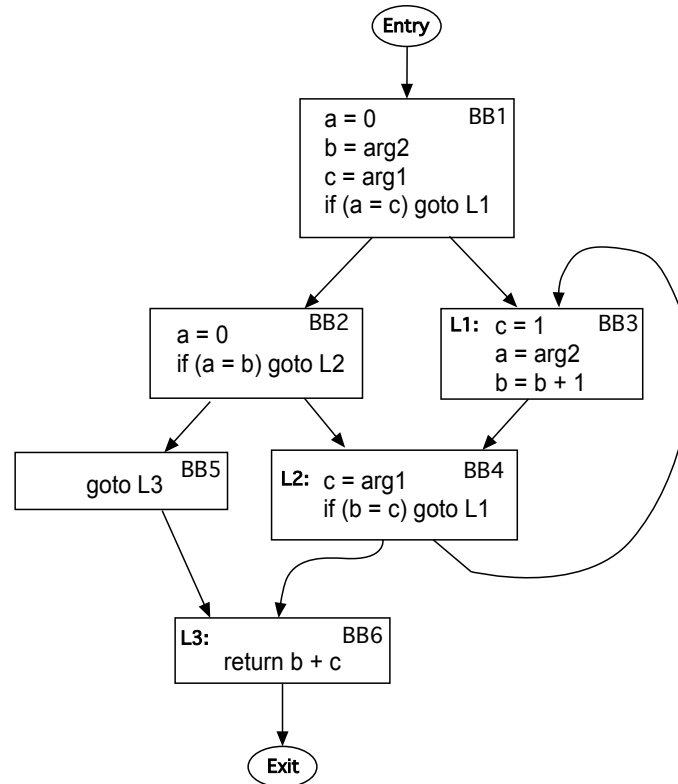 Entry
BB1
a = 0
b = arg2
c = arg1
if (a = c) goto L1
BB2
a = 0
if (a = b) goto L2
BB3
L1: c = 1
a = arg2
b = b + 1
BB5
goto L3
BB4
L2: c = arg1
if (b = c) goto L1
L3: BB6
return b + c
Exit